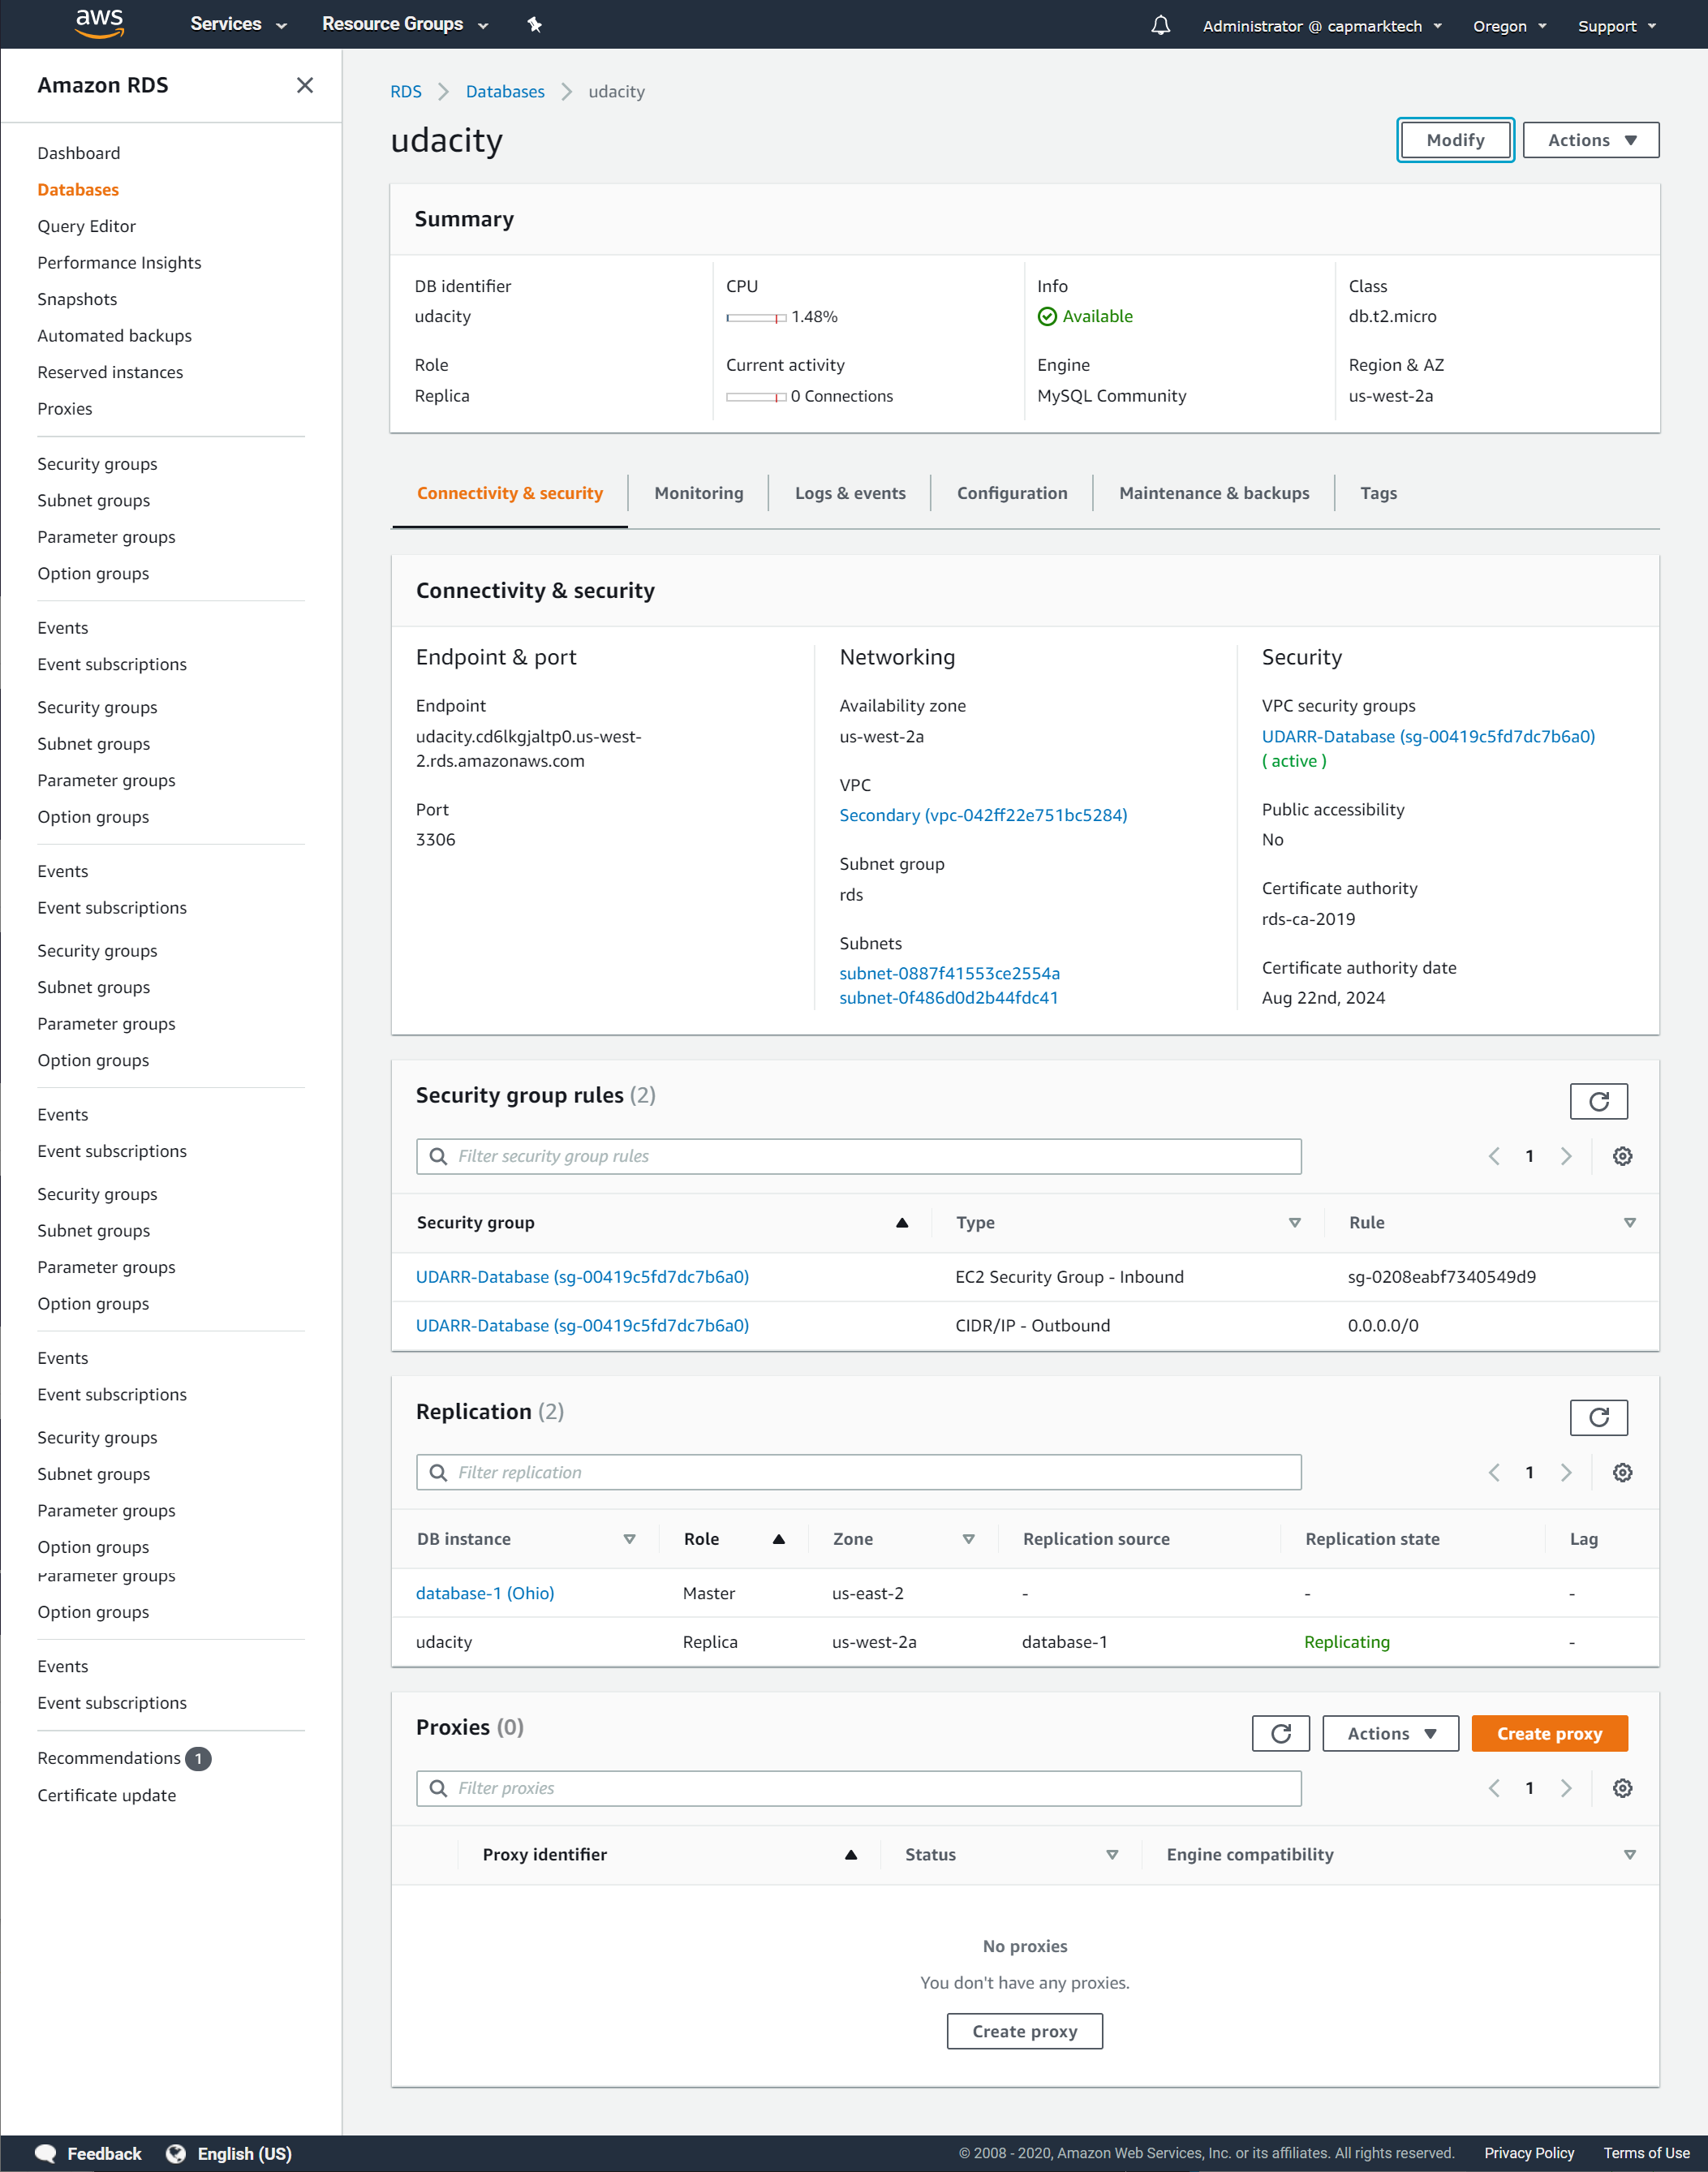 aws
Services
Resource Groups
Administrator @ capmarktech
Oregon
Support
Amazon RDS
Dashboard
Databases
Query Editor
Performance Insights
Snapshots
Automated backups
Reserved instances
Proxies
Security groups
Subnet groups
Parameter groups
Option groups
Events
Event subscriptions
Security groups
Subnet groups
Parameter groups
Option groups
Events
Event subscriptions
Security groups
Subnet groups
Parameter groups
Option groups
Events
Event subscriptions
Security groups
Subnet groups
Parameter groups
Option groups
Events
Event subscriptions
Security groups
Subnet groups
Parameter groups
Option groups
Parameter groups
Option groups
Events
Event subscriptions
Recommendations 1
Certificate update
RDS > Databases > udacity
udacity
Modify
Actions
Summary
DB identifier
udacity
Role
Replica
CPU
1.48%
Current activity
0 Connections
Info
Available
Engine
MySQL Community
Class
db.t2.micro
Region & AZ
us-west-2a
Connectivity & security
Monitoring
Logs & events
Configuration
Maintenance & backups
Tags
Connectivity & security
Endpoint & port
Endpoint
udacity.cd6lkgjaltp0.us-west-
2.rds.amazonaws.com
Port
3306
Networking
Availability zone
us-west-2a
VPC
Secondary (vpc-042ff22e751bc5284)
Subnet group
rds
Subnets
subnet-0887f41553ce2554a
subnet-0f486d0d2b44fdc41
Security
VPC security groups
UDARR-Database (sg-00419c5fd7dc7b6a0)
( active )
Public accessibility
No
Certificate authority
rds-ca-2019
Certificate authority date
Aug 22nd, 2024
Security group rules (2)
Filter security group rules
1
Security group
Type
Rule
UDARR-Database (sg-00419c5fd7dc7b6a0)
EC2 Security Group - Inbound
sg-0208eabf7340549d9
UDARR-Database (sg-00419c5fd7dc7b6a0)
CIDR/IP - Outbound
0.0.0.0/0
Replication (2)
Filter replication
1
DB instance
Role
Zone
Replication source
Replication state
Lag
database-1 (Ohio)
Master
us-east-2
-
-
-
udacity
Replica
us-west-2a
database-1
Replicating
-
Proxies (0)
Actions
Create proxy
Filter proxies
1
Proxy identifier
Status
Engine compatibility
No proxies
You don't have any proxies.
Create proxy
Feedback
English (US)
© 2008 - 2020, Amazon Web Services, Inc. or its affiliates. All rights reserved.
Privacy Policy
Terms of Use